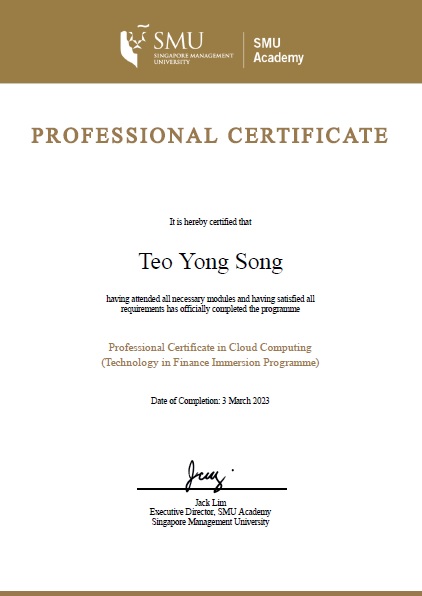 SMU
SINGAPORE MANAGEMENT
UNIVERSITY
SMU
Academy
PROFESSIONAL CERTIFICATE
It is hereby certified that
Teo Yong Song
having attended all necessary modules and having satisfied all
requirements has officially completed the programme
Professional Certificate in Cloud Computing
(Technology in Finance Immersion Programme)
Date of Completion: 3 March 2023
Jack Lim
Executive Director, SMU Academy
Singapore Management University